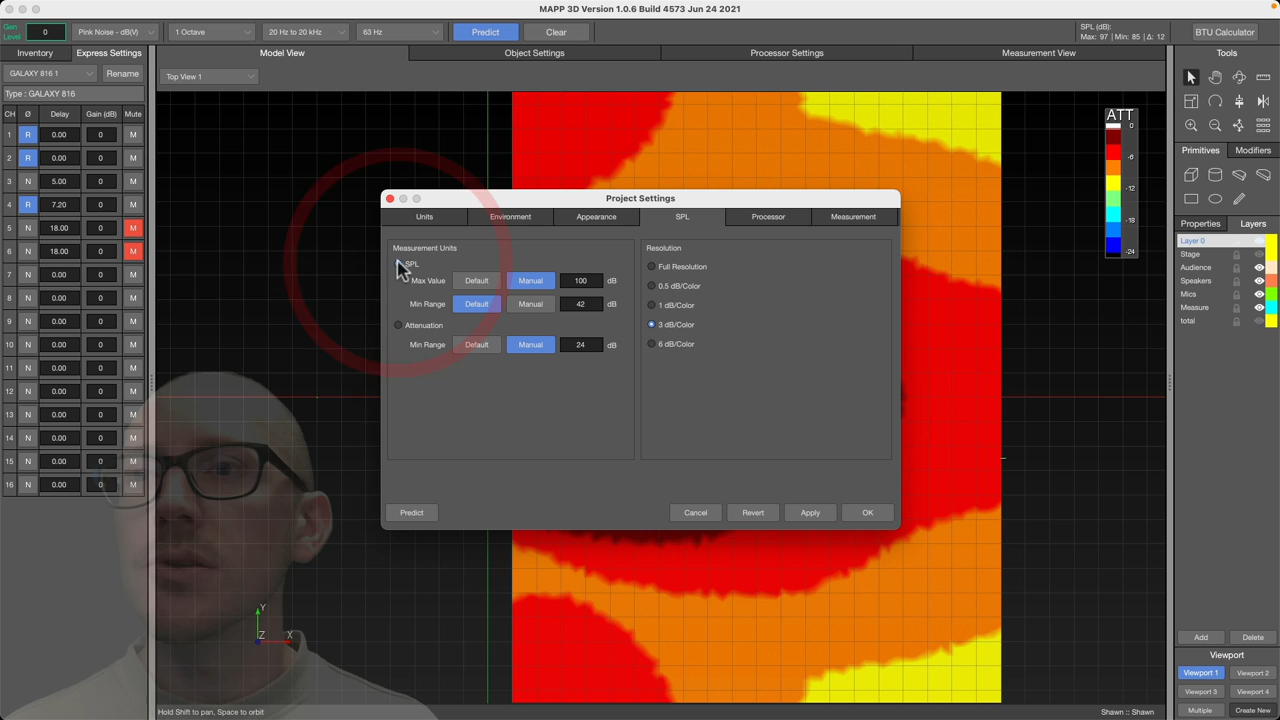 MAPP 3D Version 1.0.6 Build 4573 Jun 24 2021
Gen Level 0 Pink Noise - dB(V) 1 Octave 20 Hz to 20 kHz 63 Hz Predict Clear
SPL (dB):
Max: 97 | Min: 85 | Δ: 12
BTU Calculator
Inventory Express Settings Model View Object Settings Processor Settings Measurement View Tools
GALAXY 816 1 Rename Top View 1
Type : GALAXY 816
CH Ø Delay Gain (dB) Mute
1 R 0.00 0 M
2 R 0.00 0 M
3 N 5.00 0 M
4 R 7.20 0 M
5 N 18.00 0 M
6 N 18.00 0 M
7 N 0.00 0 M
8 N 0.00 0 M
9 N 0.00 0 M
10 N 0.00 0 M
11 N 0.00 0 M
12 N 0.00 0 M
13 N 0.00 0 M
14 N 0.00 0 M
15 N 0.00 0 M
16 N 0.00 0 M
ATT
0
-6
-12
-18
-24
Project Settings
Units Environment Appearance SPL Processor Measurement
Measurement Units
SPL
Max Value Default Manual 100 dB
Min Range Default Manual 42 dB
Attenuation
Min Range Default Manual 24 dB
Resolution
Full Resolution
0.5 dB/Color
1 dB/Color
3 dB/Color
6 dB/Color
Predict Cancel Revert Apply OK
Primitives Modifiers
Properties Layers
Layer 0
Stage
Audience
Speakers
Mics
Measure
total
Add Delete
Viewport
Viewport 1 Viewport 2
Viewport 3 Viewport 4
Multiple Create New
Y
Z X
Hold Shift to pan, Space to orbit
Shawn :: Shawn